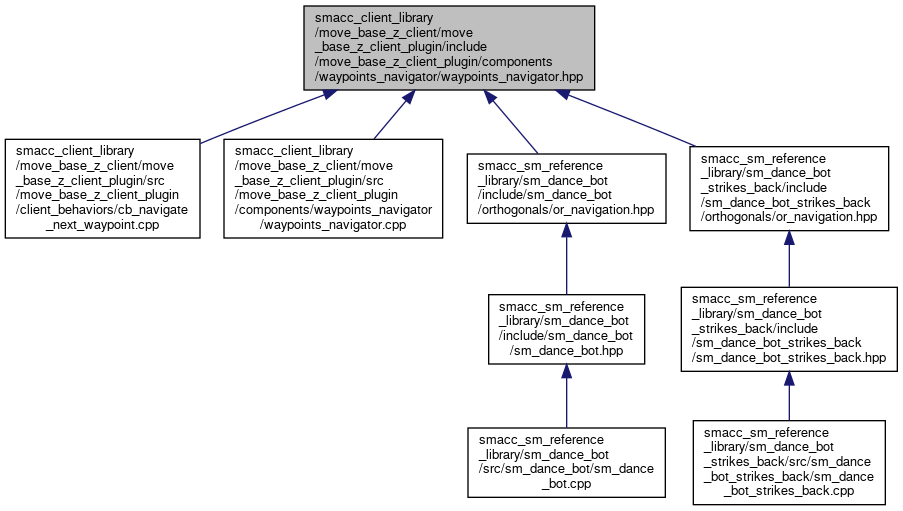 smacc_client_library
/move_base_z_client/move
_base_z_client_plugin/include
/move_base_z_client_plugin/components
/waypoints_navigator/waypoints_navigator.hpp
smacc_client_library
/move_base_z_client/move
_base_z_client_plugin/src
/move_base_z_client_plugin
/client_behaviors/cb_navigate
_next_waypoint.cpp
smacc_client_library
/move_base_z_client/move
_base_z_client_plugin/src
/move_base_z_client_plugin
/components/waypoints_navigator
/waypoints_navigator.cpp
smacc_sm_reference
_library/sm_dance_bot
/include/sm_dance_bot
/orthogonals/or_navigation.hpp
smacc_sm_reference
_library/sm_dance_bot
_strikes_back/include
/sm_dance_bot_strikes_back
/orthogonals/or_navigation.hpp
smacc_sm_reference
_library/sm_dance_bot
/include/sm_dance_bot
/sm_dance_bot.hpp
smacc_sm_reference
_library/sm_dance_bot
_strikes_back/include
/sm_dance_bot_strikes_back
/sm_dance_bot_strikes_back.hpp
smacc_sm_reference
_library/sm_dance_bot
/src/sm_dance_bot/sm_dance
_bot.cpp
smacc_sm_reference
_library/sm_dance_bot
_strikes_back/src/sm_dance
_bot_strikes_back/sm_dance
_bot_strikes_back.cpp